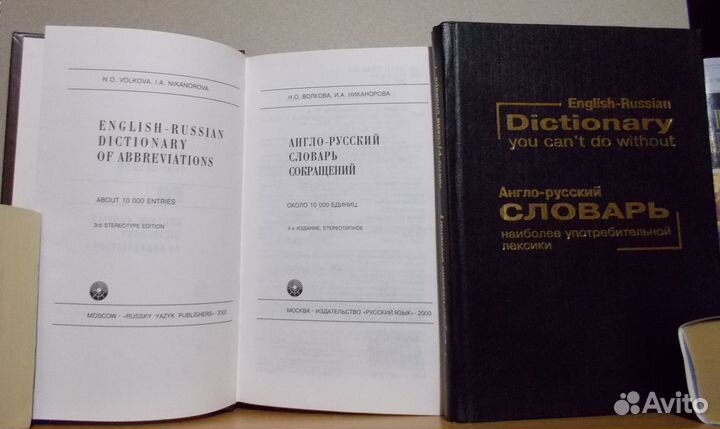 N.O. VOLKOVA, I.A. NIKANOROVA
ENGLISH-RUSSIAN
DICTIONARY
OF ABBREVIATIONS
ABOUT 10 000 ENTRIES
3rd STEREOTYPE EDITION
MOSCOW · «RUSSKY YAZYK PUBLISHERS» · 2000
Н.О. ВОЛКОВА, И.А. НИКАНОРОВА
АНГЛО-РУССКИЙ
СЛОВАРЬ
СОКРАЩЕНИЙ
ОКОЛО 10 000 ЕДИНИЦ
3-е ИЗДАНИЕ, СТЕРЕОТИПНОЕ
МОСКВА · ИЗДАТЕЛЬСТВО «РУССКИЙ ЯЗЫК» · 2000
English-Russian
Dictionary
you can't do without
Англо-русский
СЛОВАРЬ
наиболее употребительной
лексики
Avito